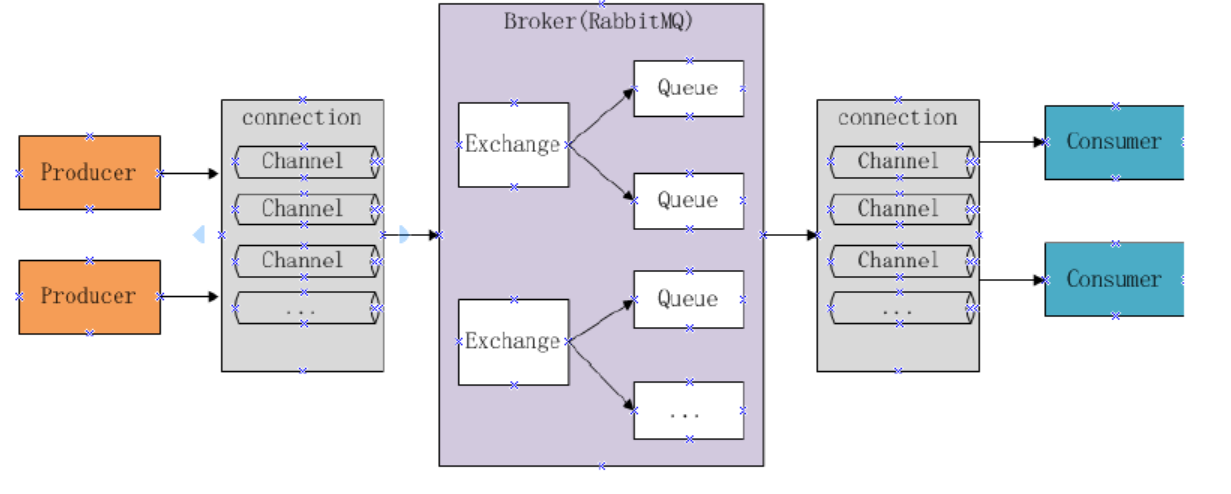 Broker(RabbitMQ)
Producer
Producer
connection
Channel
Channel
Channel
...
Exchange
Queue
Queue
Exchange
Queue
...
connection
Channel
Channel
Channel
...
Consumer
Consumer